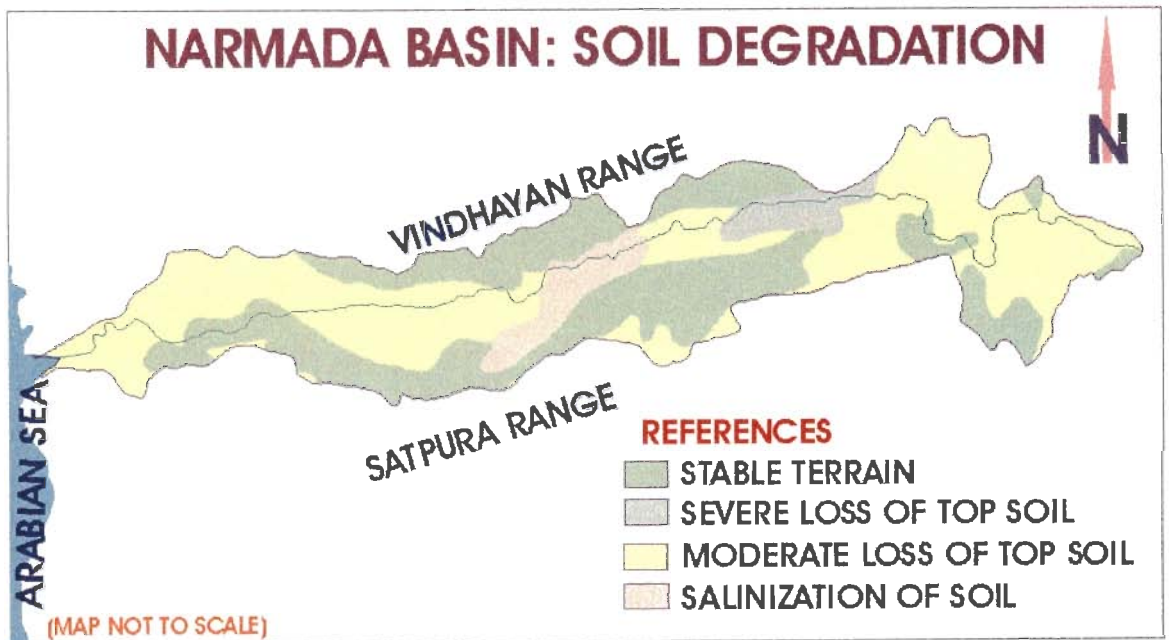 NARMADA BASIN: SOIL DEGRADATION
N
VINDHAYAN RANGE
SATPURA RANGE
ARABIAN SEA
REFERENCES
STABLE TERRAIN
SEVERE LOSS OF TOP SOIL
MODERATE LOSS OF TOP SOIL
SALINIZATION OF SOIL
(MAP NOT TO SCALE)